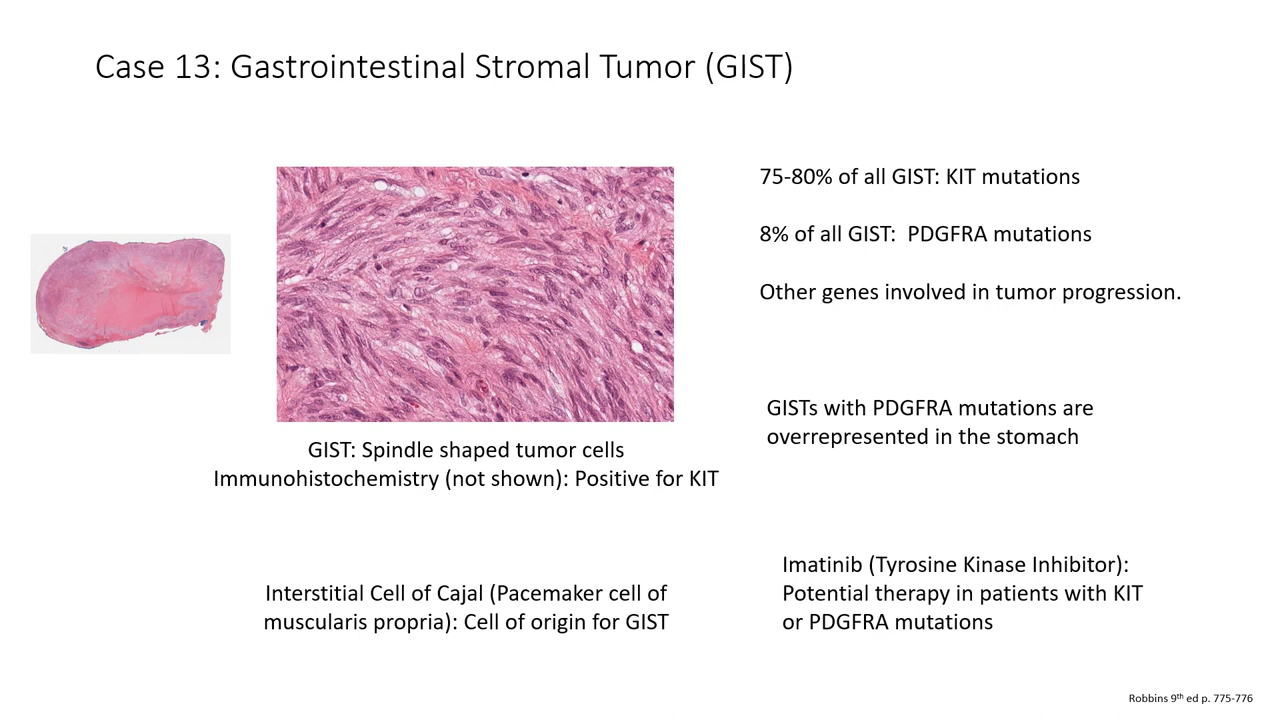 Case 13: Gastrointestinal Stromal Tumor (GIST)
75-80% of all GIST: KIT mutations
8% of all GIST:  PDGFRA mutations
Other genes involved in tumor progression.
GISTs with PDGFRA mutations are
overrepresented in the stomach
GIST: Spindle shaped tumor cells
Immunohistochemistry (not shown): Positive for KIT
Interstitial Cell of Cajal (Pacemaker cell of
muscularis propria): Cell of origin for GIST
Imatinib (Tyrosine Kinase Inhibitor):
Potential therapy in patients with KIT
or PDGFRA mutations
Robbins 9th ed p. 775-776